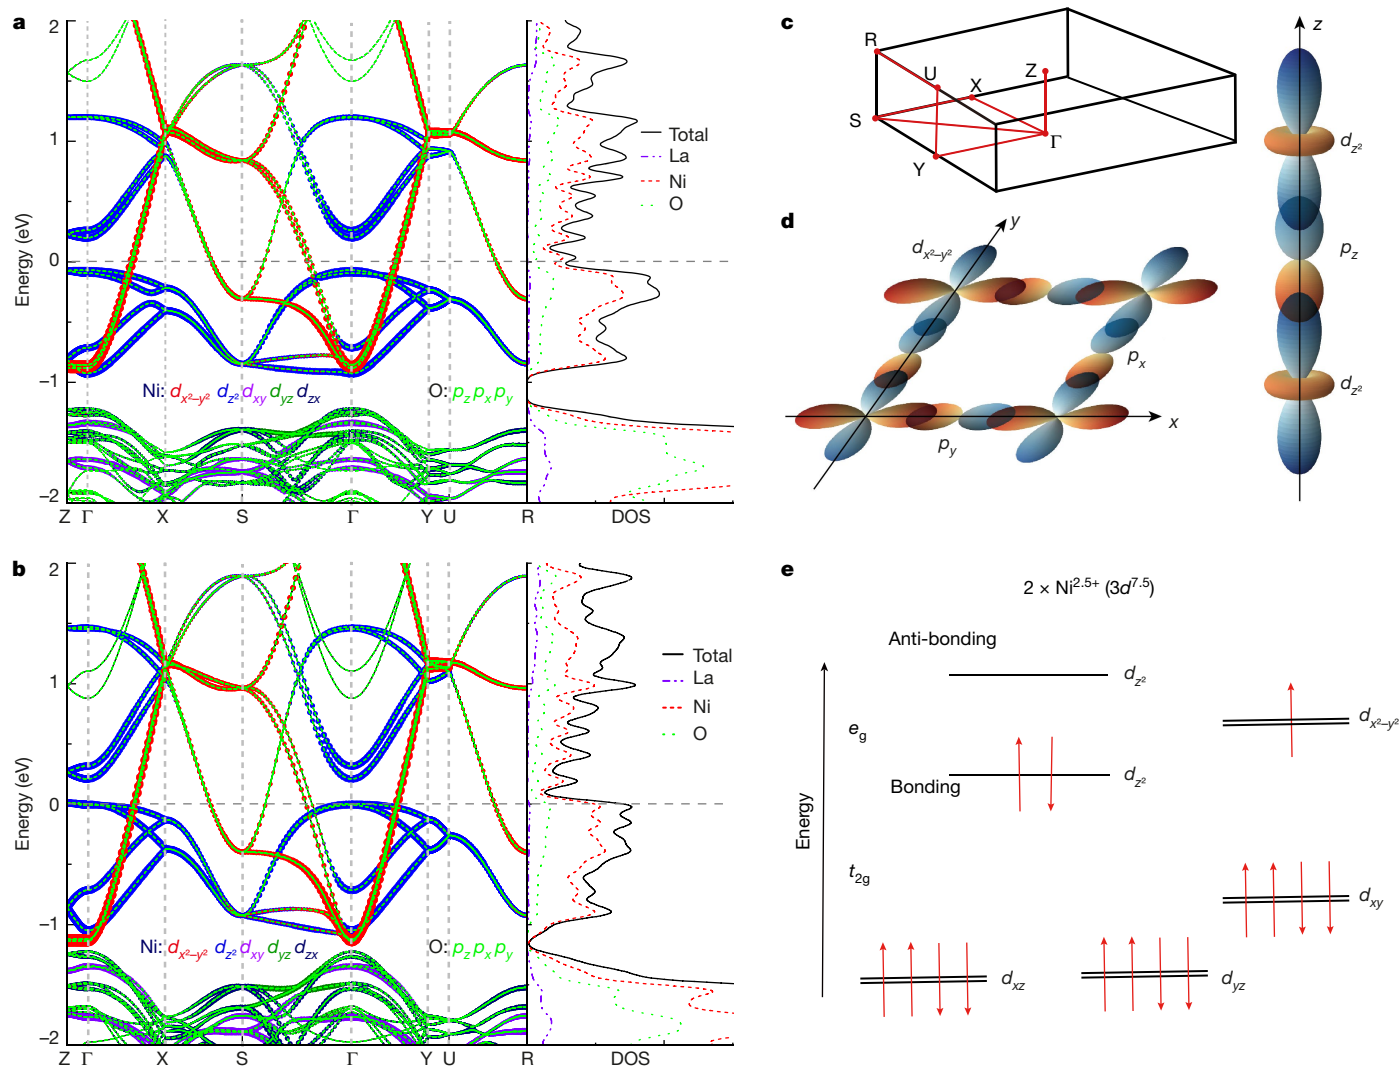 a
2
1
0
−1
−2
Energy (eV)
Total
La
Ni
O
Ni: dx²–y² dz² dxy dyz dzx
O: pz px py
Z Γ X S Γ Y U R DOS
b
2
1
0
−1
−2
Energy (eV)
Total
La
Ni
O
Ni: dx²–y² dz² dxy dyz dzx
O: pz px py
Z Γ X S Γ Y U R DOS
c
R
U
X
Z
S
Γ
Y
z
dz²
pz
dz²
d
y
dx²–y²
px
py
x
e
2 × Ni2.5+ (3d7.5)
Anti-bonding
dz²
dx²–y²
eg
Bonding
dz²
Energy
t2g
dxy
dxz
dyz